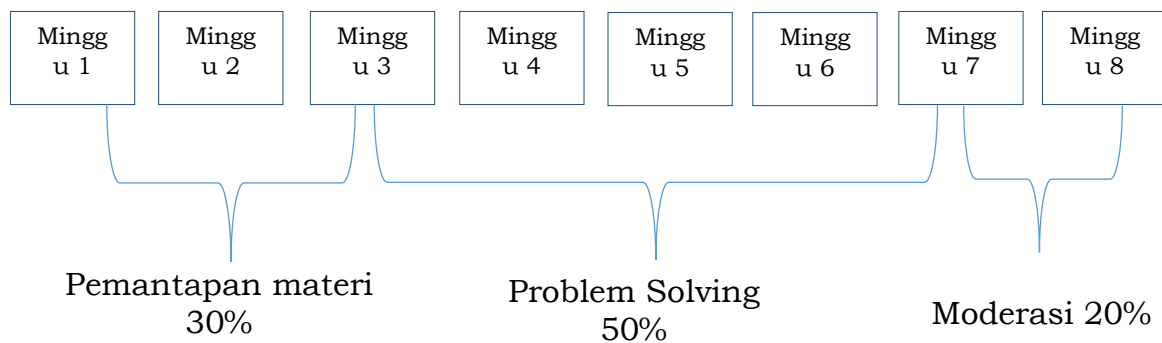 Mingg
u 1
Mingg
u 2
Mingg
u 3
Mingg
u 4
Mingg
u 5
Mingg
u 6
Mingg
u 7
Mingg
u 8
Pemantapan materi
30%
Problem Solving
50%
Moderasi 20%